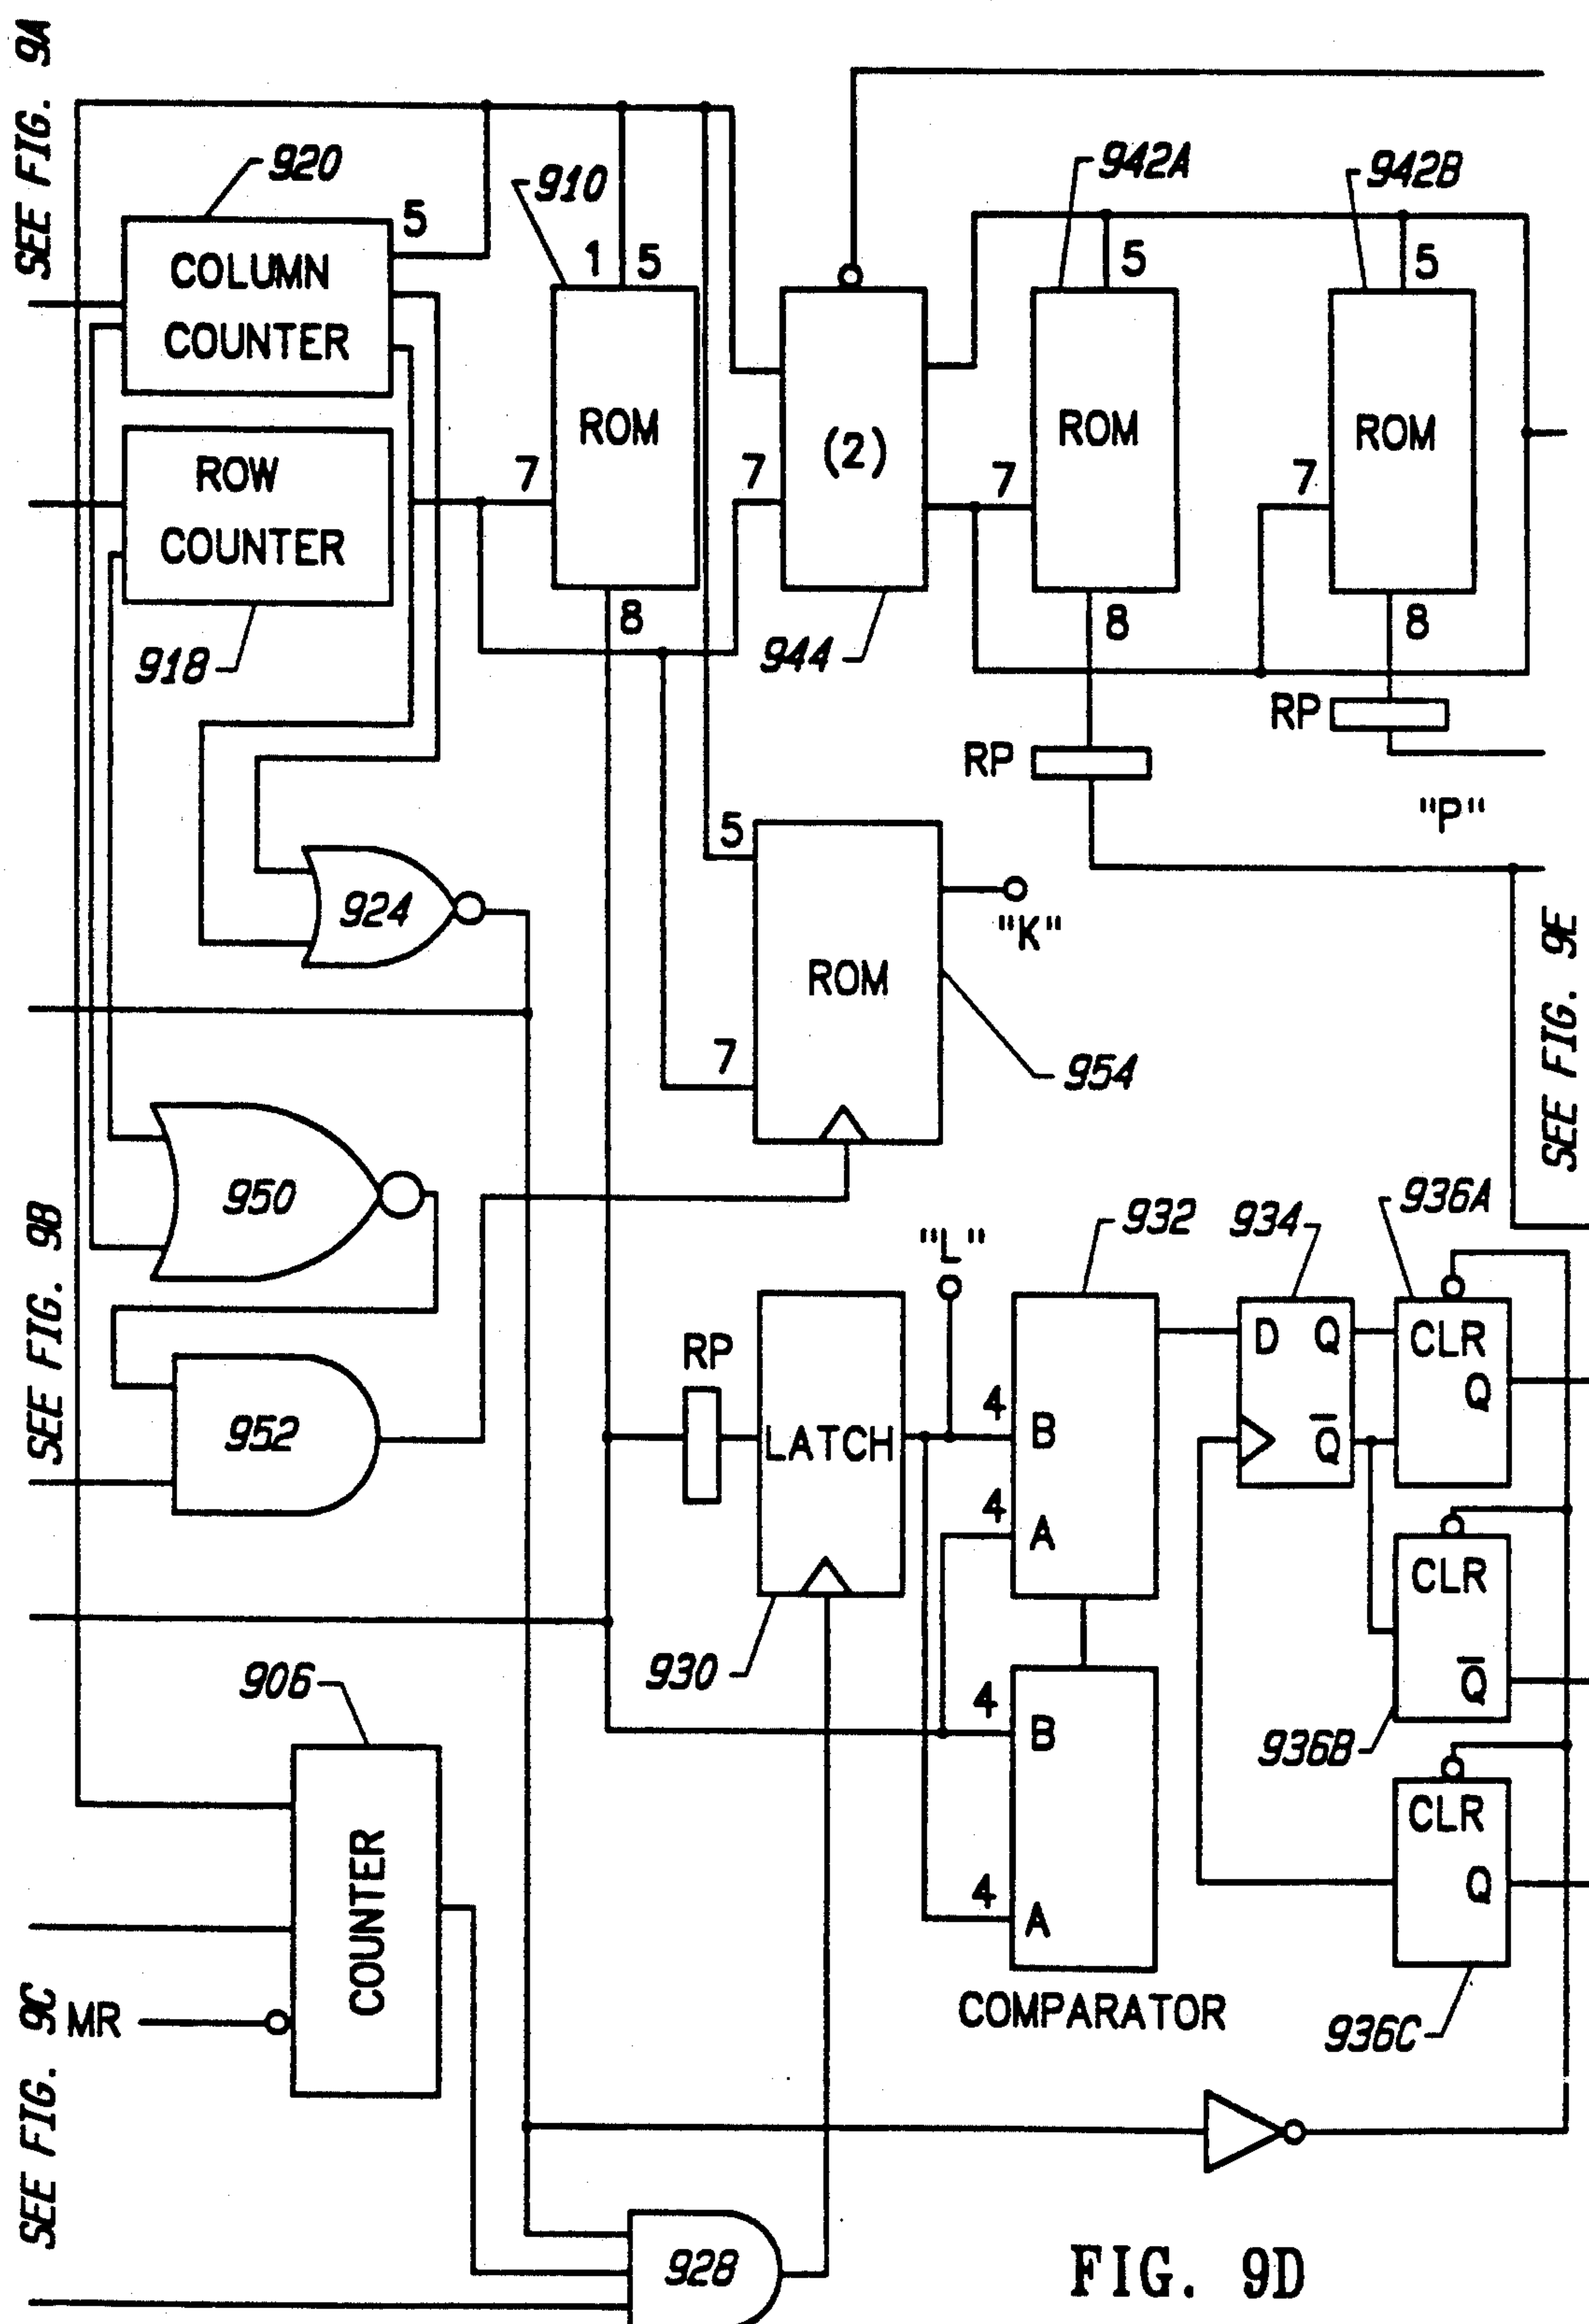 SEE FIG. 9A
920
910
942A
942B
5
1 5
5
5
COLUMN
COUNTER
ROM
(2)
ROM
ROM
7
7
7
7
ROW
COUNTER
918
8
944
8
8
RP
RP
"P"
5
924
"K"
ROM
7
954
SEE FIG. 9E
950
SEE FIG. 9B
"L"
932
934
936A
RP
D Q
CLR
Q
952
LATCH
4
B
Q
4
A
CLR
930
Q
906
4
B
936B
CLR
Q
COUNTER
4
A
COMPARATOR
936C
SEE FIG. 9C
MR
928
FIG. 9D